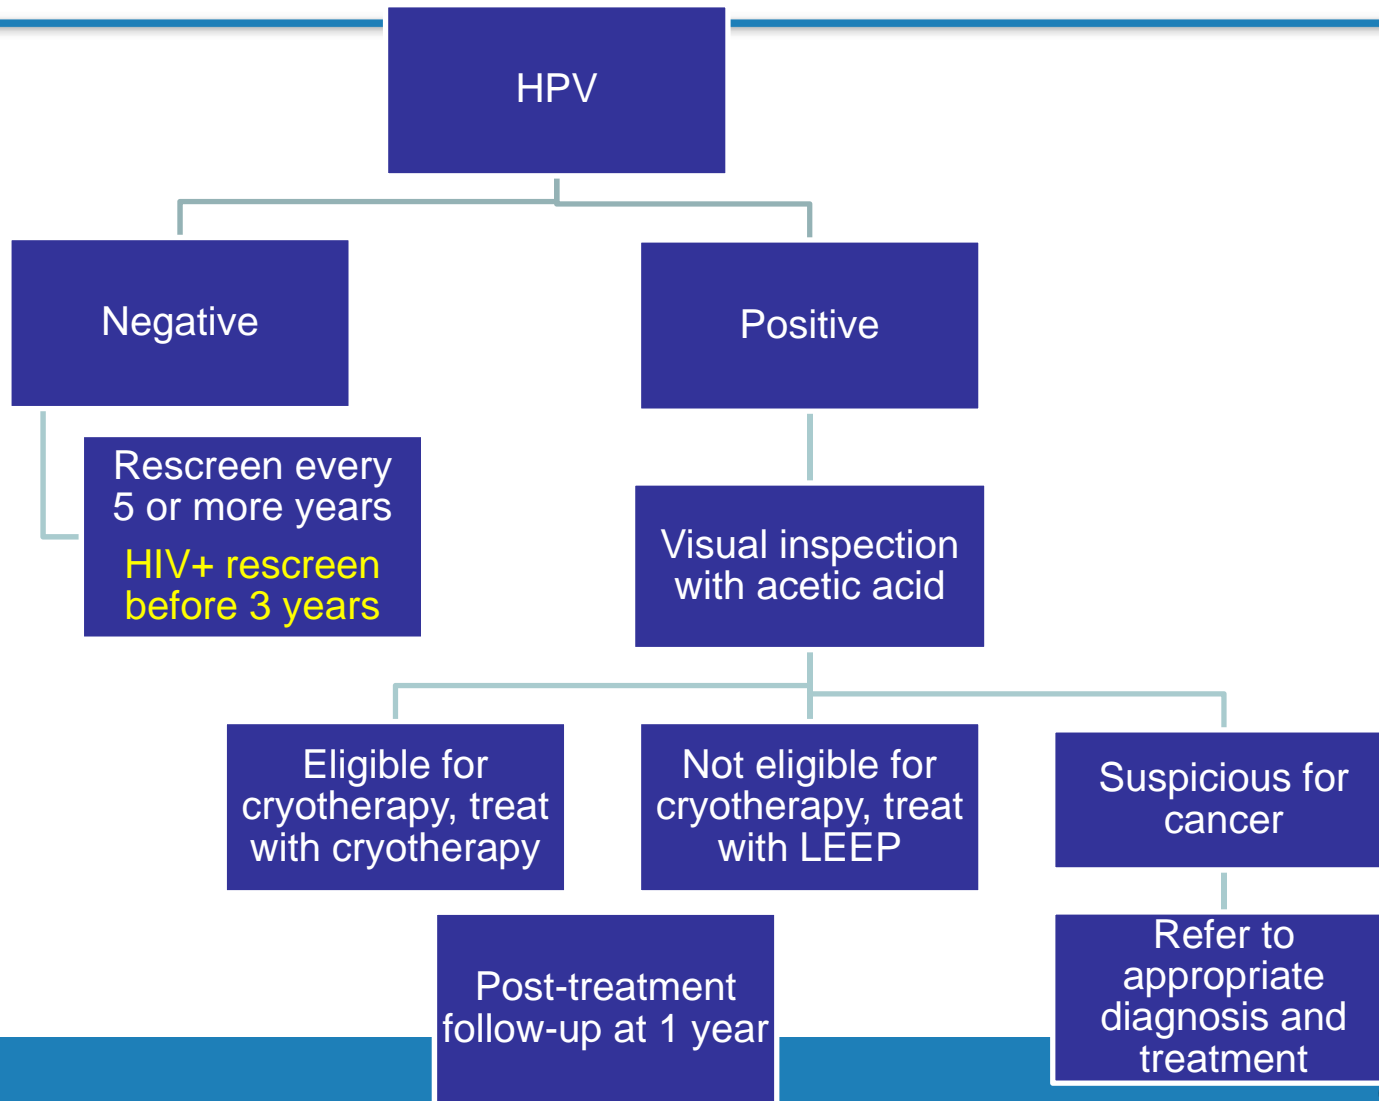 HPV
Negative
Positive
Rescreen every
5 or more years
HIV+ rescreen
before 3 years
Visual inspection
with acetic acid
Eligible for
cryotherapy, treat
with cryotherapy
Not eligible for
cryotherapy, treat
with LEEP
Suspicious for
cancer
Post-treatment
follow-up at 1 year
Refer to
appropriate
diagnosis and
treatment